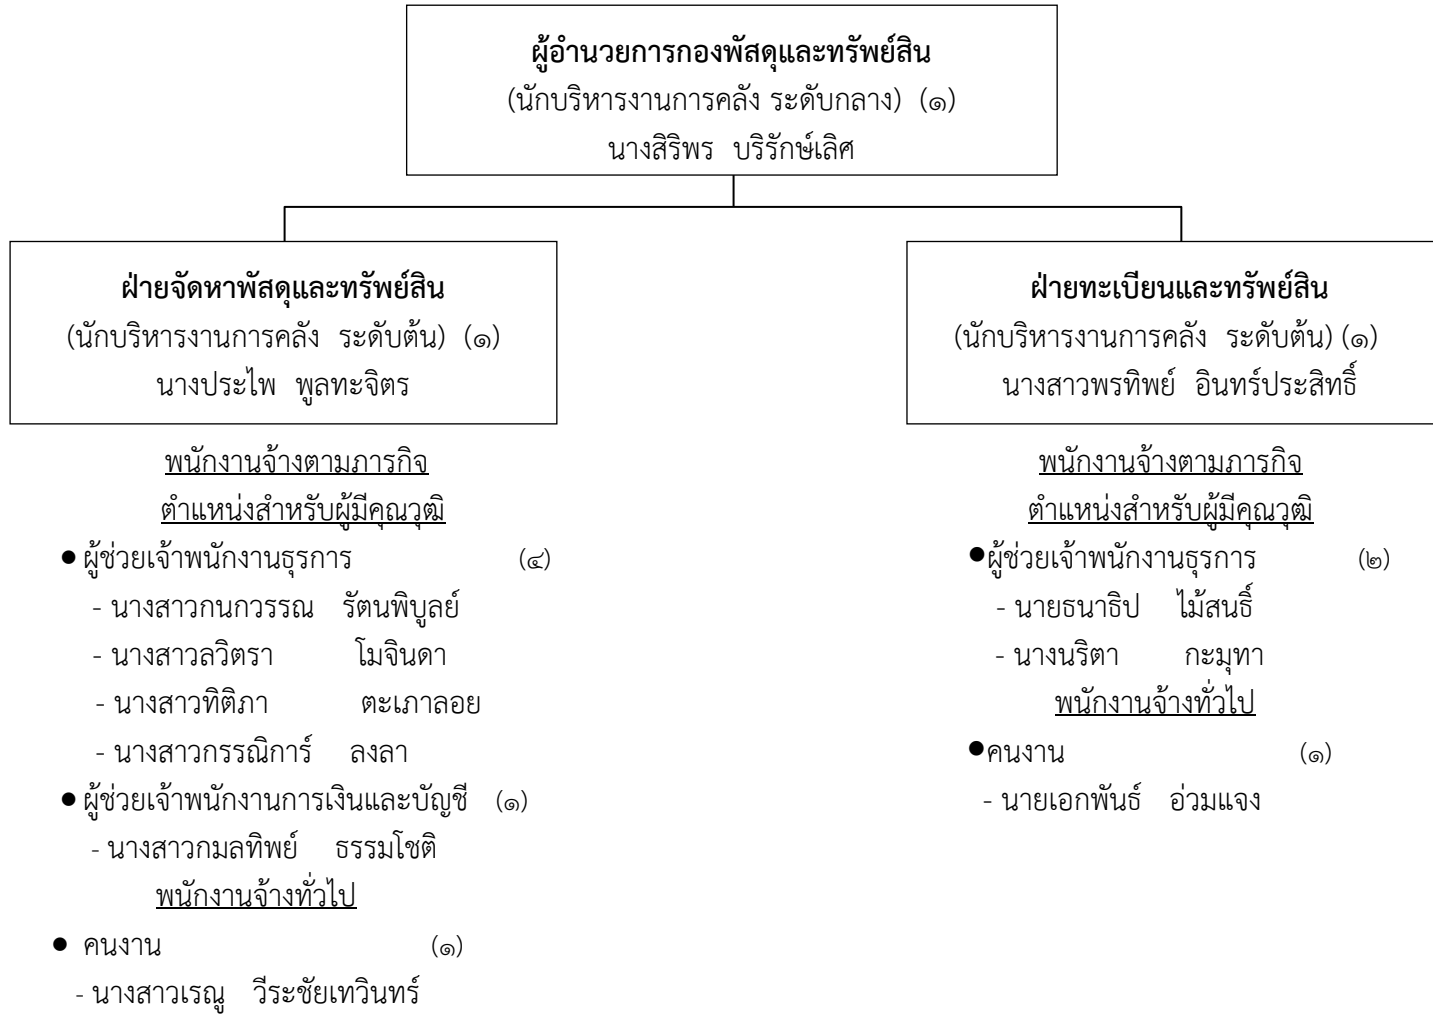 ผู้อำนวยการกองพัสดุและทรัพย์สิน
(นักบริหารงานการคลัง ระดับกลาง) (๑)
นางสิริพร บริรักษ์เลิศ
ฝ่ายจัดหาพัสดุและทรัพย์สิน
(นักบริหารงานการคลัง ระดับต้น) (๑)
นางประไพ พูลทะจิตร
พนักงานจ้างตามภารกิจ
ตำแหน่งสำหรับผู้มีคุณวุฒิ
● ผู้ช่วยเจ้าพนักงานธุรการ (๔)
- นางสาวกนกวรรณ รัตนพิบูลย์
- นางสาวลวิตรา โมจินดา
- นางสาวทิติภา ตะเภาลอย
- นางสาวกรรณิการ์ ลงลา
● ผู้ช่วยเจ้าพนักงานการเงินและบัญชี (๑)
- นางสาวกมลทิพย์ ธรรมโชติ
พนักงานจ้างทั่วไป
● คนงาน (๑)
- นางสาวเรณู วีระชัยเทวินทร์
ฝ่ายทะเบียนและทรัพย์สิน
(นักบริหารงานการคลัง ระดับต้น) (๑)
นางสาวพรทิพย์ อินทร์ประสิทธิ์
พนักงานจ้างตามภารกิจ
ตำแหน่งสำหรับผู้มีคุณวุฒิ
●ผู้ช่วยเจ้าพนักงานธุรการ (๒)
- นายธนาธิป ไม้สนธิ์
- นางนริตา กะมุทา
พนักงานจ้างทั่วไป
●คนงาน (๑)
- นายเอกพันธ์ อ่วมแจง